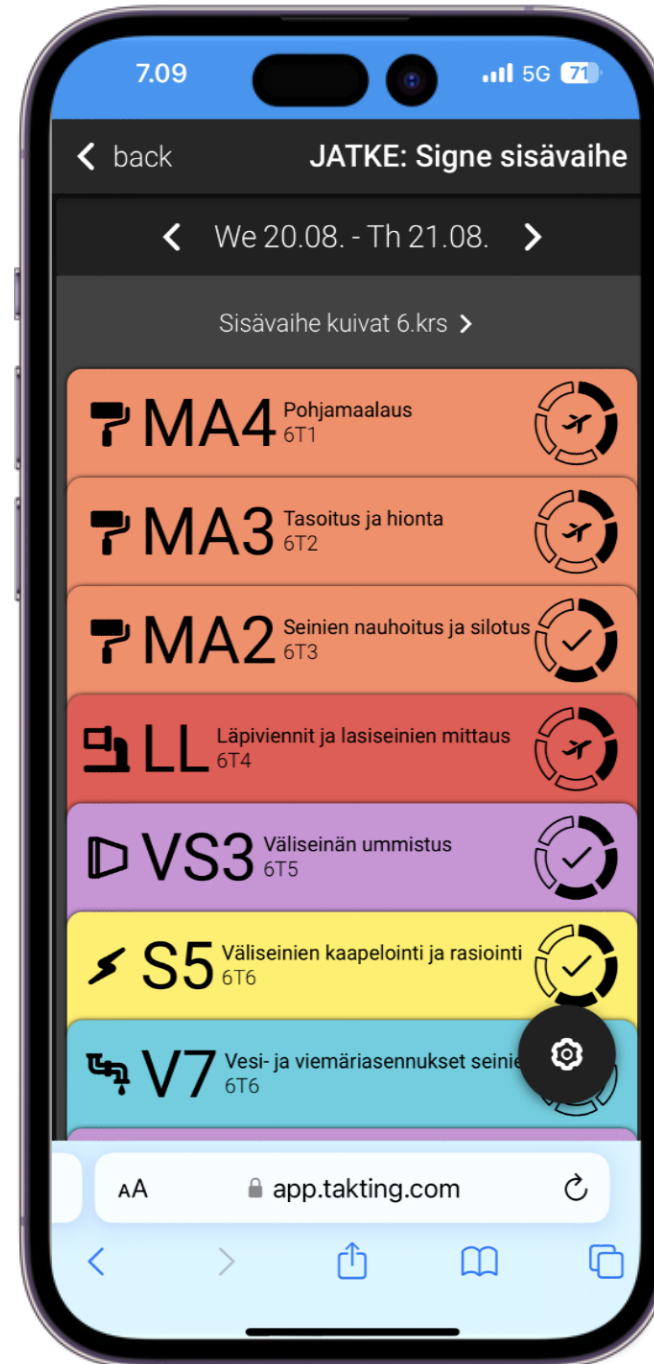 7.09
5G 71
back
JATKE: Signe sisävaihe
We 20.08. - Th 21.08.
Sisävaihe kuivat 6.krs
MA4 Pohjamaalaus
6T1
MA3 Tasoitus ja hionta
6T2
MA2 Seinien nauhoitus ja silotus
6T3
LL Läpiviennit ja lasiseinien mittaus
6T4
VS3 Väliseinän ummistus
6T5
S5 Väliseinien kaapelointi ja rasiointi
6T6
V7 Vesi- ja viemäriasennukset seinie
6T6
AA app.takting.com